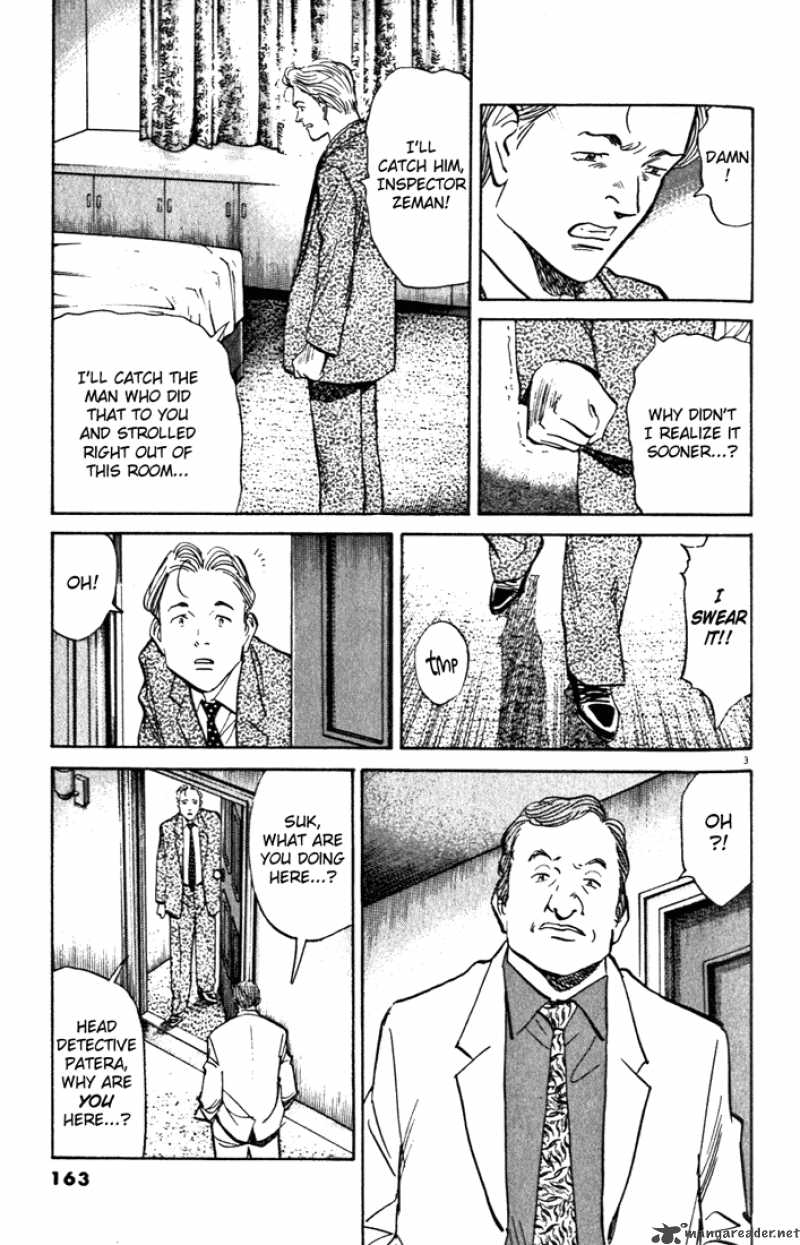 DAMN
!
WHY DIDN'T
I REALIZE IT
SOONER...?
I'LL
CATCH HIM,
INSPECTOR
ZEMAN!
I'LL CATCH THE
MAN WHO DID
THAT TO YOU
AND STROLLED
RIGHT OUT OF
THIS ROOM...
I
SWEAR
IT!!
tmp
OH!
3
OH
?!
SUK,
WHAT ARE
YOU DOING
HERE...?
HEAD
DETECTIVE
PATERA,
WHY ARE
YOU
HERE...?
163
mangareader.net